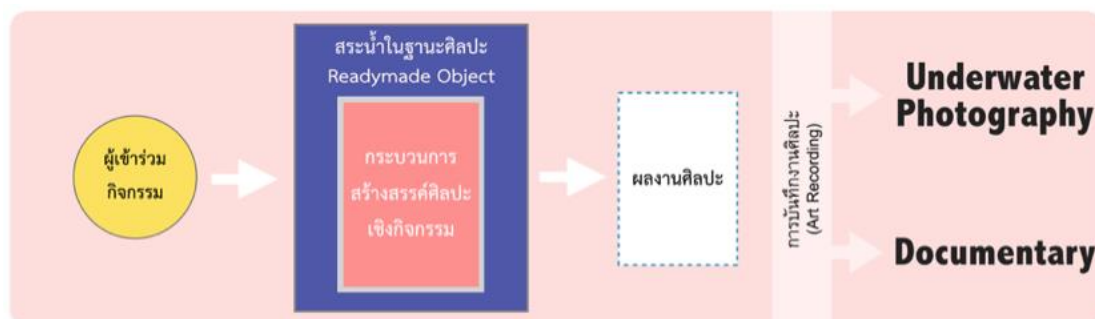 ผู้เข้าร่วม
กิจกรรม
สระน้ำในฐานะศิลปะ
Readymade Object
กระบวนการ
สร้างสรรค์ศิลปะ
เชิงกิจกรรม
ผลงานศิลปะ
การบันทึกงานศิลปะ
(Art Recording)
Underwater
Photography
Documentary